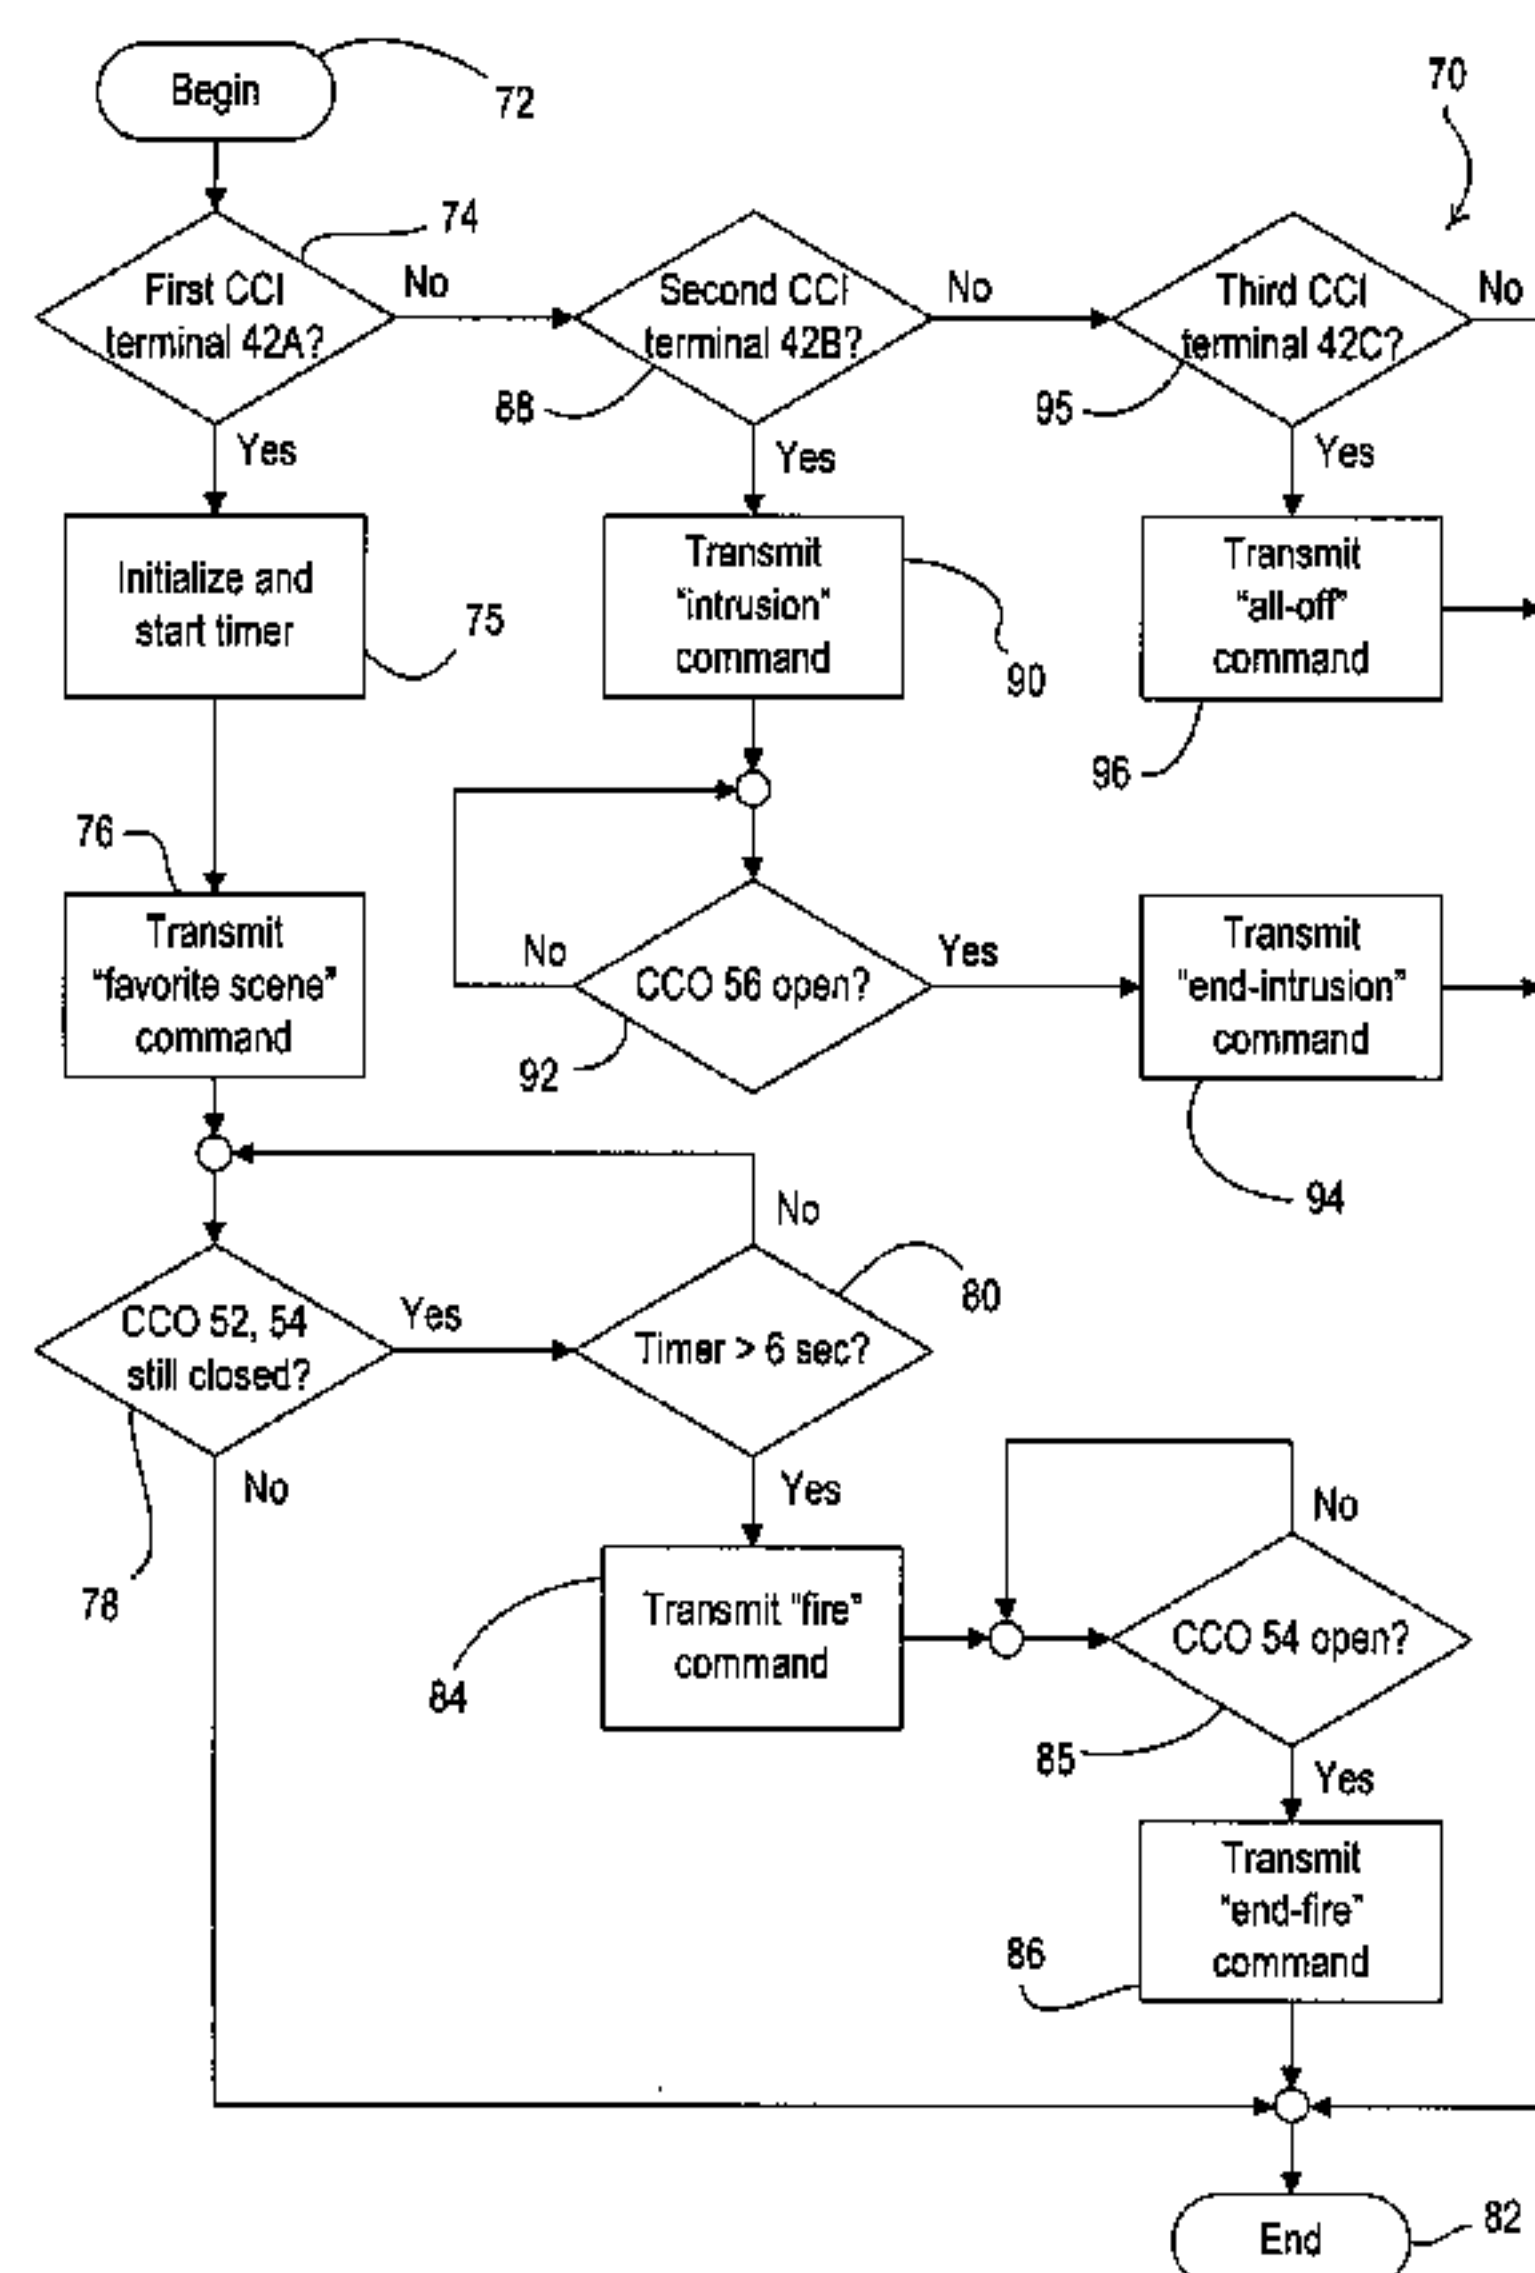 Begin
72
70
74
First CCI
terminal 42A?
No
Second CCI
terminal 42B?
No
Third CCI
terminal 42C?
No
88
95
Yes
Yes
Yes
Initialize and
start timer
75
Transmit
"intrusion"
command
90
Transmit
"all-off"
command
96
76
Transmit
"favorite scene"
command
No
CCO 56 open?
Yes
92
Transmit
"end-intrusion"
command
94
No
80
CCO 52, 54
still closed?
Yes
Timer > 6 sec?
78
No
Yes
No
Transmit "fire"
command
84
CCO 54 open?
85
Yes
Transmit
"end-fire"
command
86
End
82